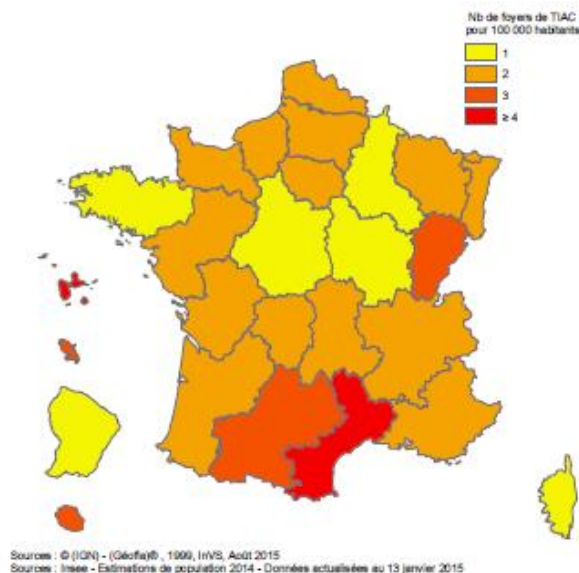 Nb de foyers de TIAC
pour 100 000 habitants
1
2
3
≥ 4
Sources : © (IGN) - (Géofla)® , 1999, InVS, Août 2015
Sources : Insee - Estimations de population 2014 - Données actualisées au 13 janvier 2015